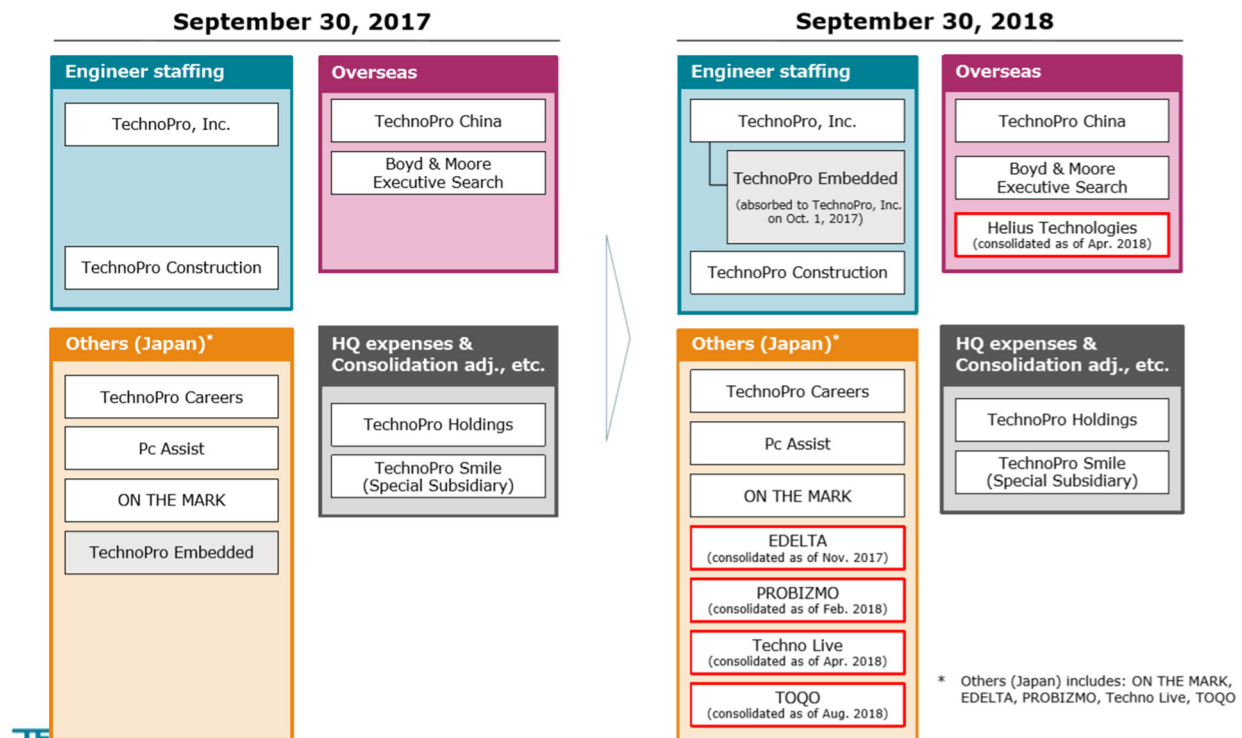 September 30, 2017
Engineer staffing
TechnoPro, Inc.
TechnoPro Construction
Overseas
TechnoPro China
Boyd & Moore
Executive Search
Others (Japan)*
TechnoPro Careers
Pc Assist
ON THE MARK
TechnoPro Embedded
HQ expenses &
Consolidation adj., etc.
TechnoPro Holdings
TechnoPro Smile
(Special Subsidiary)
September 30, 2018
Engineer staffing
TechnoPro, Inc.
TechnoPro Embedded
(absorbed to TechnoPro, Inc.
on Oct. 1, 2017)
TechnoPro Construction
Overseas
TechnoPro China
Boyd & Moore
Executive Search
Helius Technologies
(consolidated as of Apr. 2018)
Others (Japan)*
TechnoPro Careers
Pc Assist
ON THE MARK
EDELTA
(consolidated as of Nov. 2017)
PROBIZMO
(consolidated as of Feb. 2018)
Techno Live
(consolidated as of Apr. 2018)
TOQO
(consolidated as of Aug. 2018)
HQ expenses &
Consolidation adj., etc.
TechnoPro Holdings
TechnoPro Smile
(Special Subsidiary)
* Others (Japan) includes: ON THE MARK,
EDELTA, PROBIZMO, Techno Live, TOQO